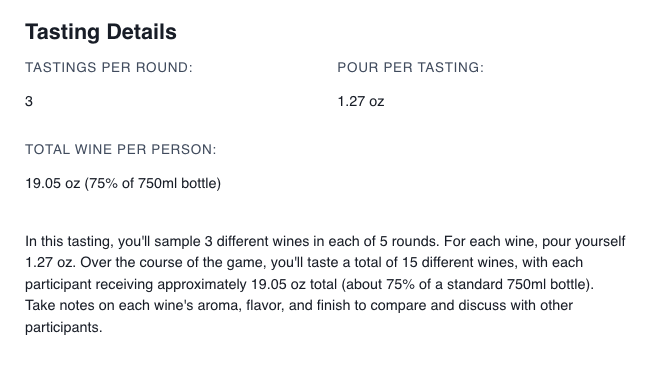 Tasting Details
TASTINGS PER ROUND:
POUR PER TASTING:
3
1.27 oz
TOTAL WINE PER PERSON:
19.05 oz (75% of 750ml bottle)
In this tasting, you'll sample 3 different wines in each of 5 rounds. For each wine, pour yourself
1.27 oz. Over the course of the game, you'll taste a total of 15 different wines, with each
participant receiving approximately 19.05 oz total (about 75% of a standard 750ml bottle).
Take notes on each wine's aroma, flavor, and finish to compare and discuss with other
participants.